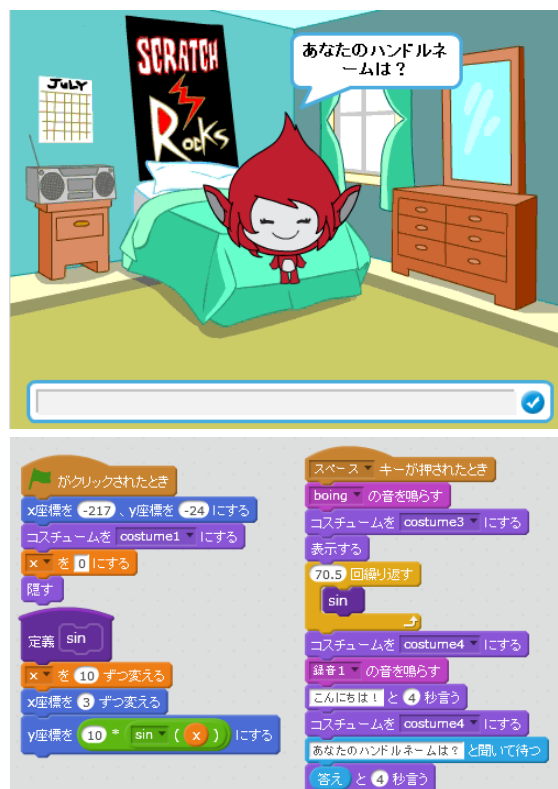 SCRATCH
Rocks
JULY
あなたのハンドルネ
ームは？
がクリックされたとき
x座標を -217 、y座標を -24 にする
コスチュームを costume1 にする
x を 0 にする
隠す
定義 sin
x を 10 ずつ変える
x座標を 3 ずつ変える
y座標を 10 * sin ( x ) にする
スペース キーが押されたとき
boing の音を鳴らす
コスチュームを costume3 にする
表示する
70.5 回繰り返す
sin
コスチュームを costume4 にする
録音1 の音を鳴らす
こんにちは！ と 4 秒言う
コスチュームを costume4 にする
あなたのハンドルネームは？ と聞いて待つ
答え と 4 秒言う